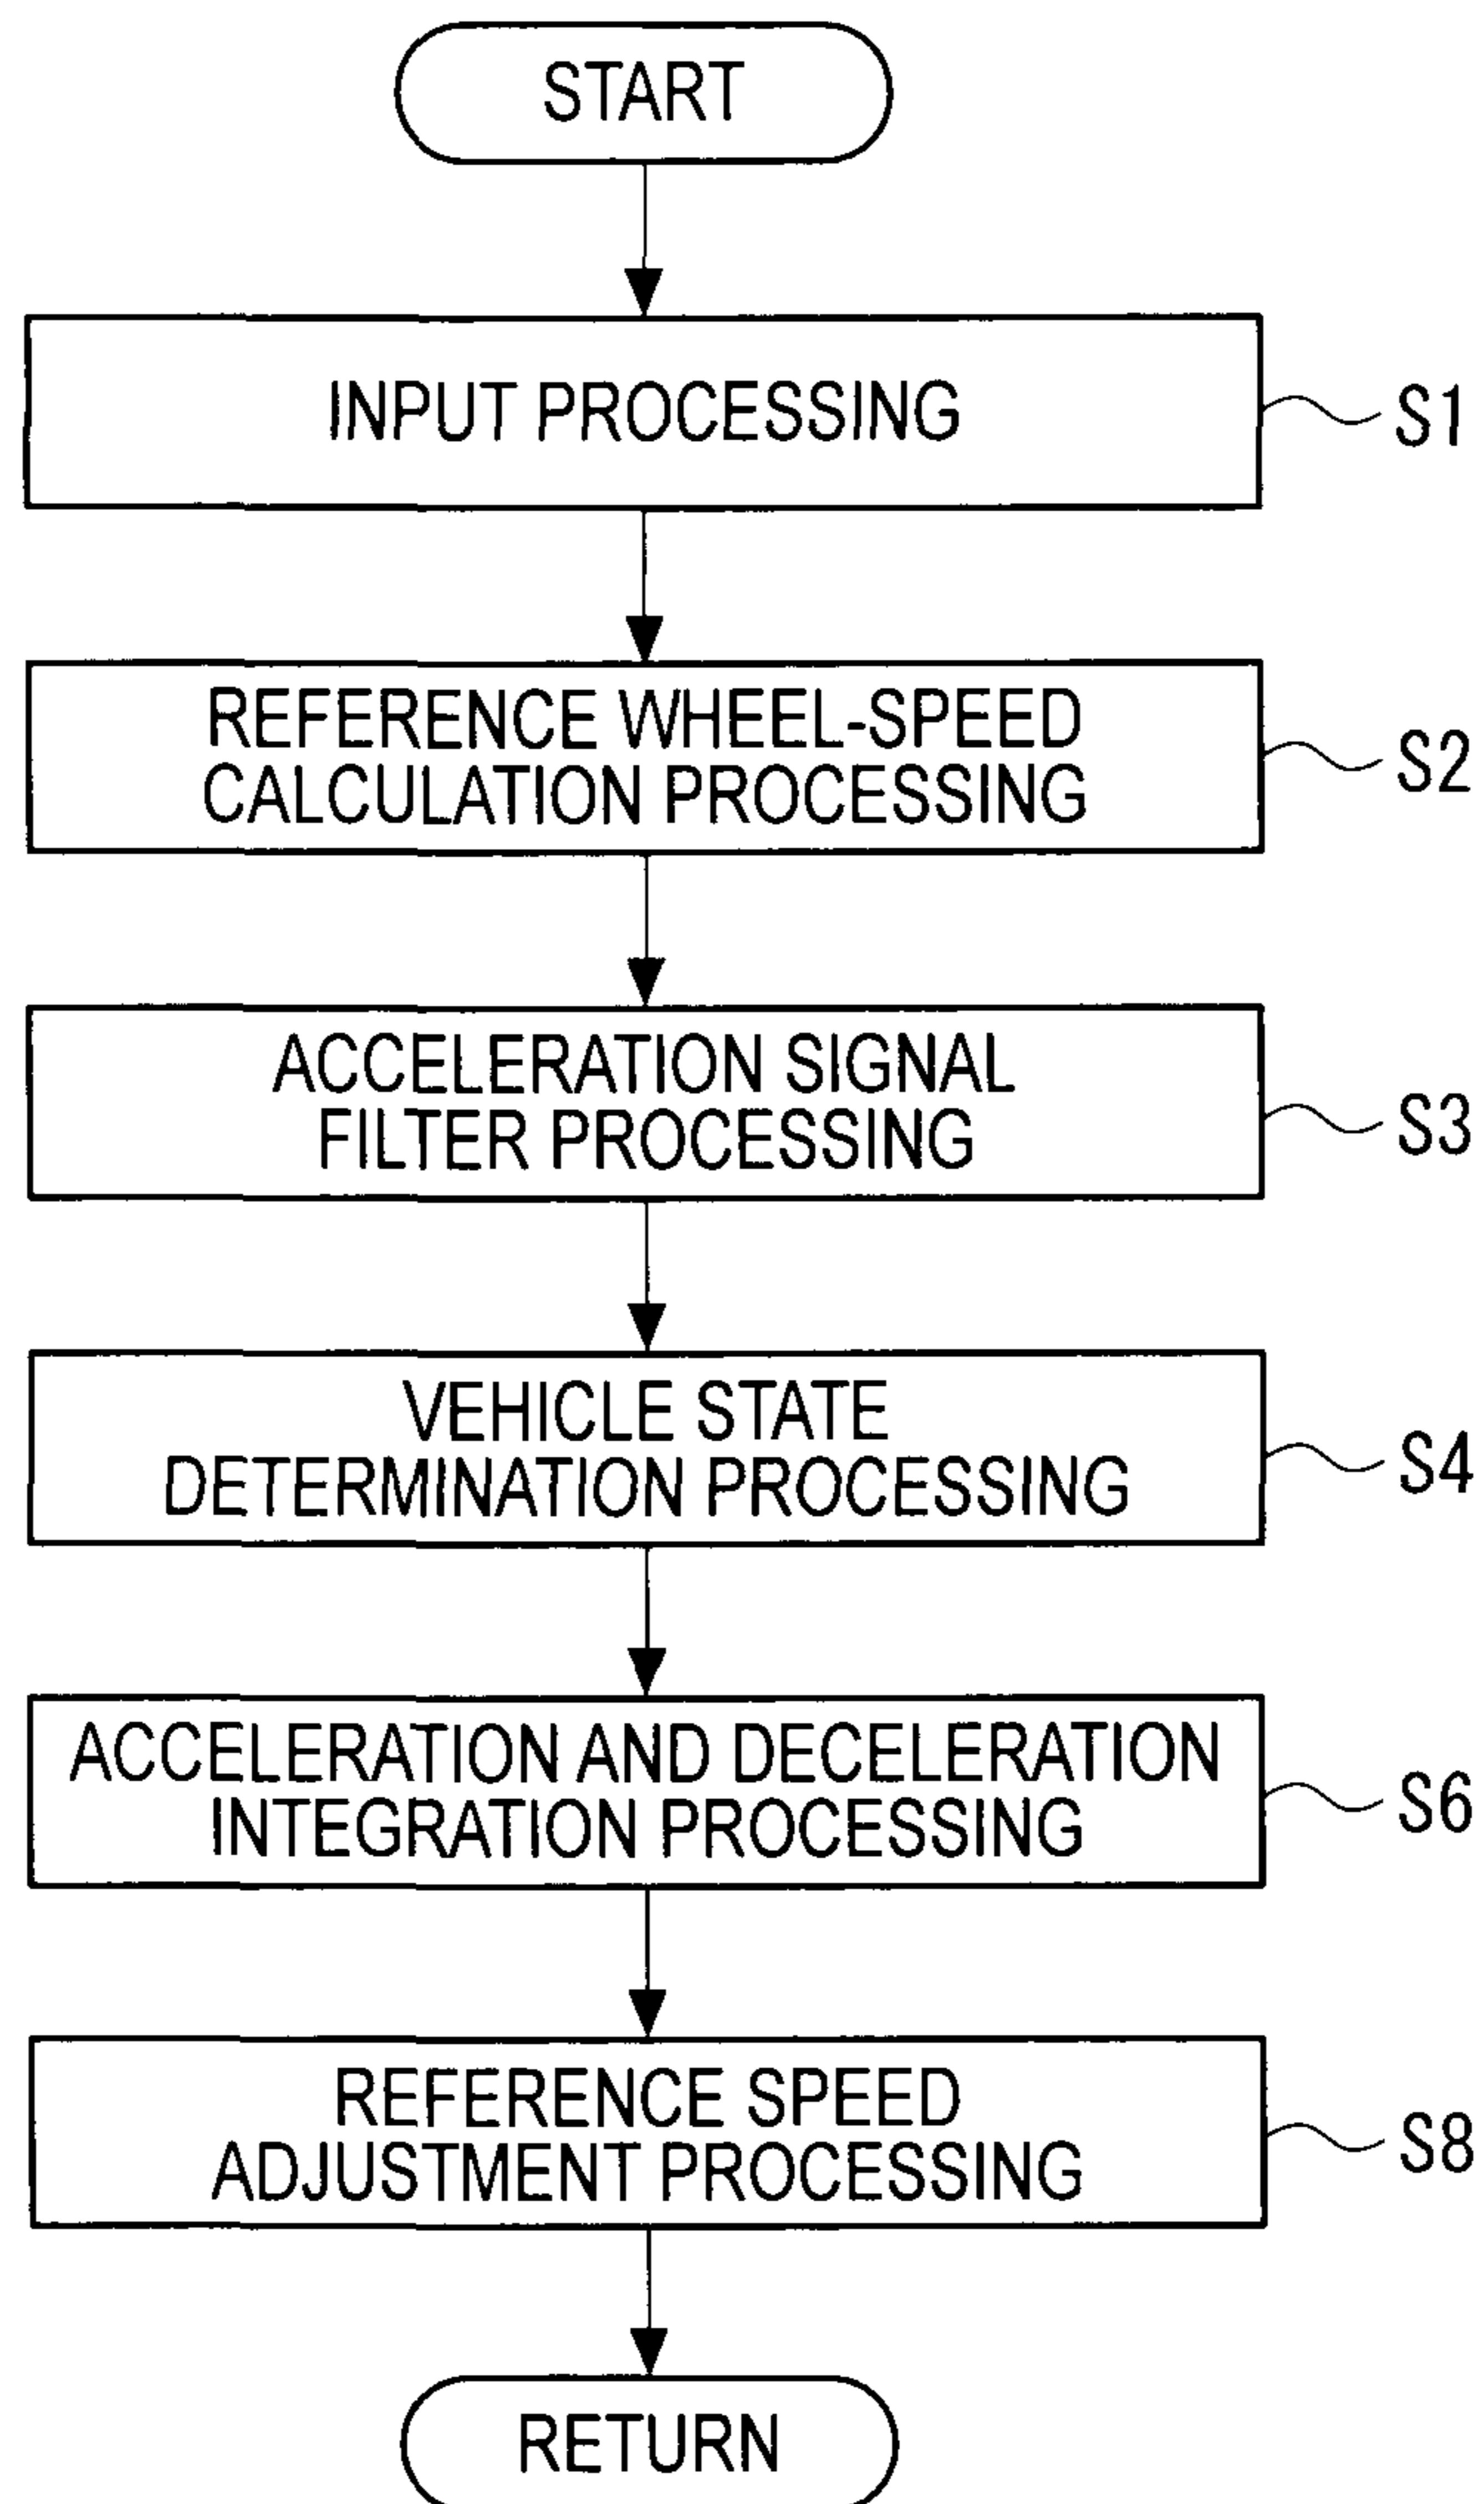 START
INPUT PROCESSING
S1
REFERENCE WHEEL-SPEED
CALCULATION PROCESSING
S2
ACCELERATION SIGNAL
FILTER PROCESSING
S3
VEHICLE STATE
DETERMINATION PROCESSING
S4
ACCELERATION AND DECELERATION
INTEGRATION PROCESSING
S6
REFERENCE SPEED
ADJUSTMENT PROCESSING
S8
RETURN